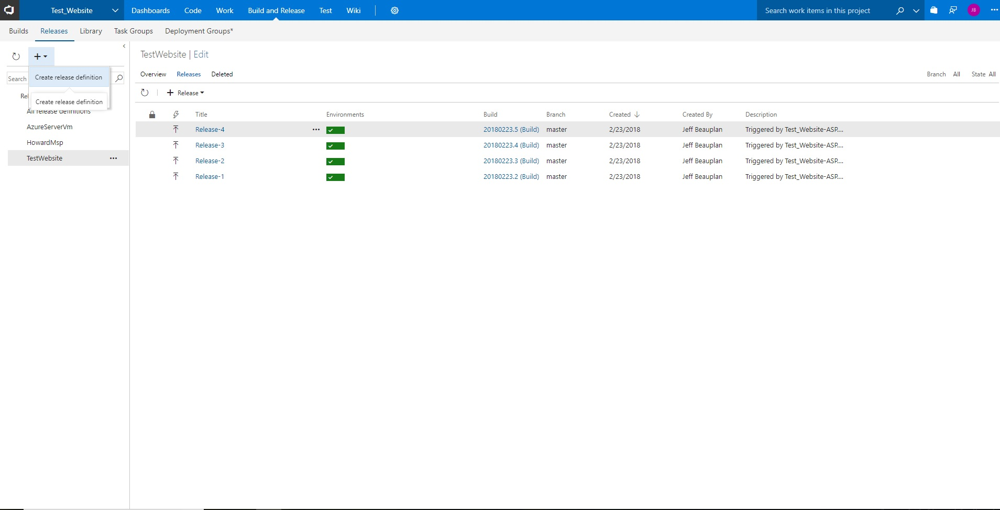 Test_Website Dashboards Code Work Build and Release Test Wiki Search work items in this project JB
Builds Releases Library Task Groups Deployment Groups*
TestWebsite | Edit
Overview Releases Deleted Branch All State All
Search Create release definition
Release
Rel
Create release definition
All release definitions
AzureServerVm
HowardMsp
TestWebsite
Title Environments Build Branch Created Created By Description
Release-4 20180223.5 (Build) master 2/23/2018 Jeff Beauplan Triggered by Test_Website-ASP....
Release-3 20180223.4 (Build) master 2/23/2018 Jeff Beauplan Triggered by Test_Website-ASP....
Release-2 20180223.3 (Build) master 2/23/2018 Jeff Beauplan Triggered by Test_Website-ASP....
Release-1 20180223.2 (Build) master 2/23/2018 Jeff Beauplan Triggered by Test_Website-ASP....